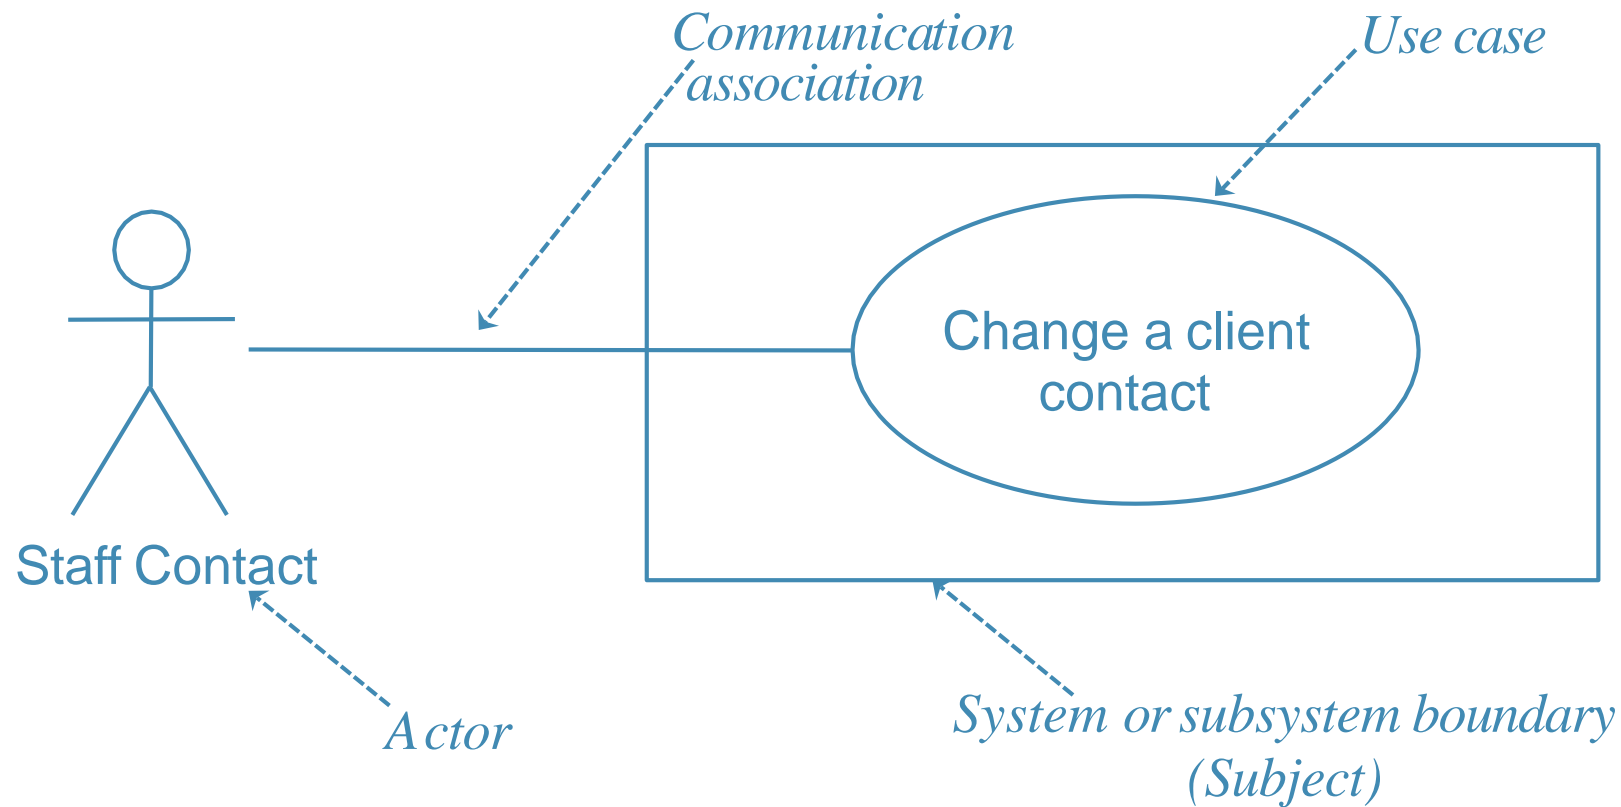 Communication
association
Use case
Change a client
contact
Staff Contact
Actor
System or subsystem boundary
(Subject)